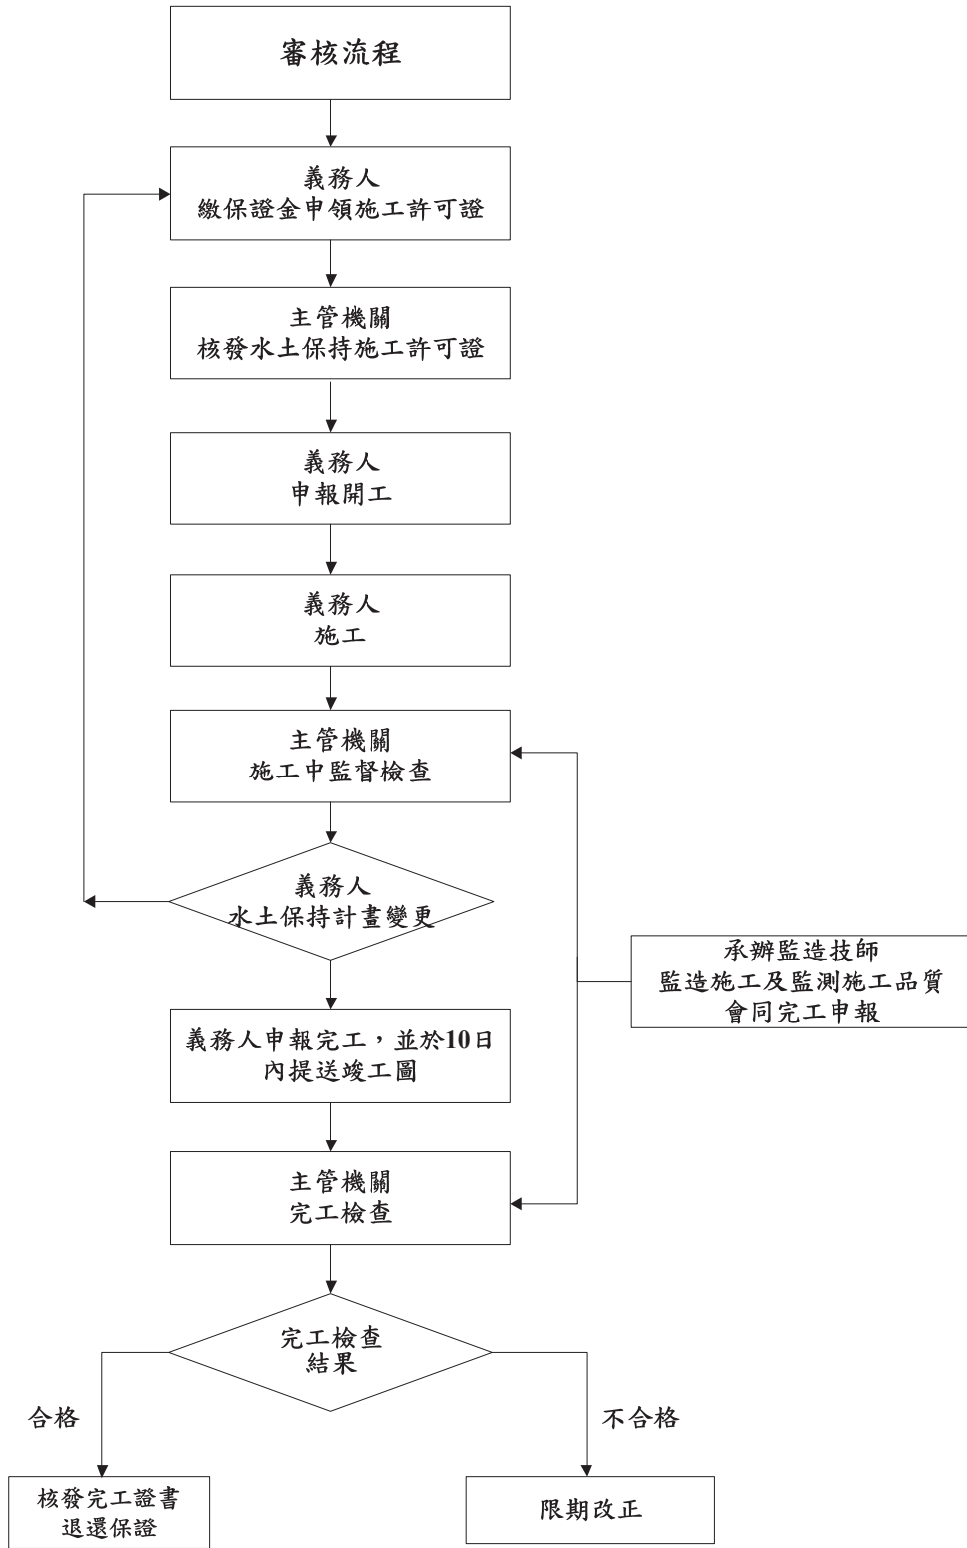 審核流程
義務人
繳保證金申領施工許可證
主管機關
核發水土保持施工許可證
義務人
申報開工
義務人
施工
主管機關
施工中監督檢查
義務人
水土保持計畫變更
承辦監造技師
監造施工及監測施工品質
會同完工申報
義務人申報完工，並於10日
內提送竣工圖
主管機關
完工檢查
完工檢查
結果
合格
不合格
核發完工證書
退還保證
限期改正